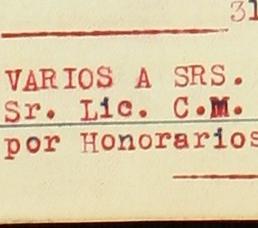 31
VARIOS A SRS.
Sr. Lic. C.M.
por Honorarios